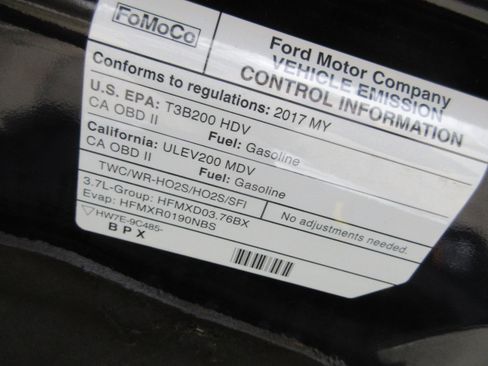 FoMoCo
Ford Motor Company
VEHICLE EMISSION
CONTROL INFORMATION
Conforms to regulations: 2017 MY
U.S. EPA: T3B200 HDV
CA OBD II Fuel: Gasoline
California: ULEV200 MDV
CA OBD II Fuel: Gasoline
TWC/WR-HO2S/HO2S/SFI
3.7L-Group: HFMXD03.76BX
Evap: HFMXR0190NBS
No adjustments needed.
HW7E-9C485-
BPX